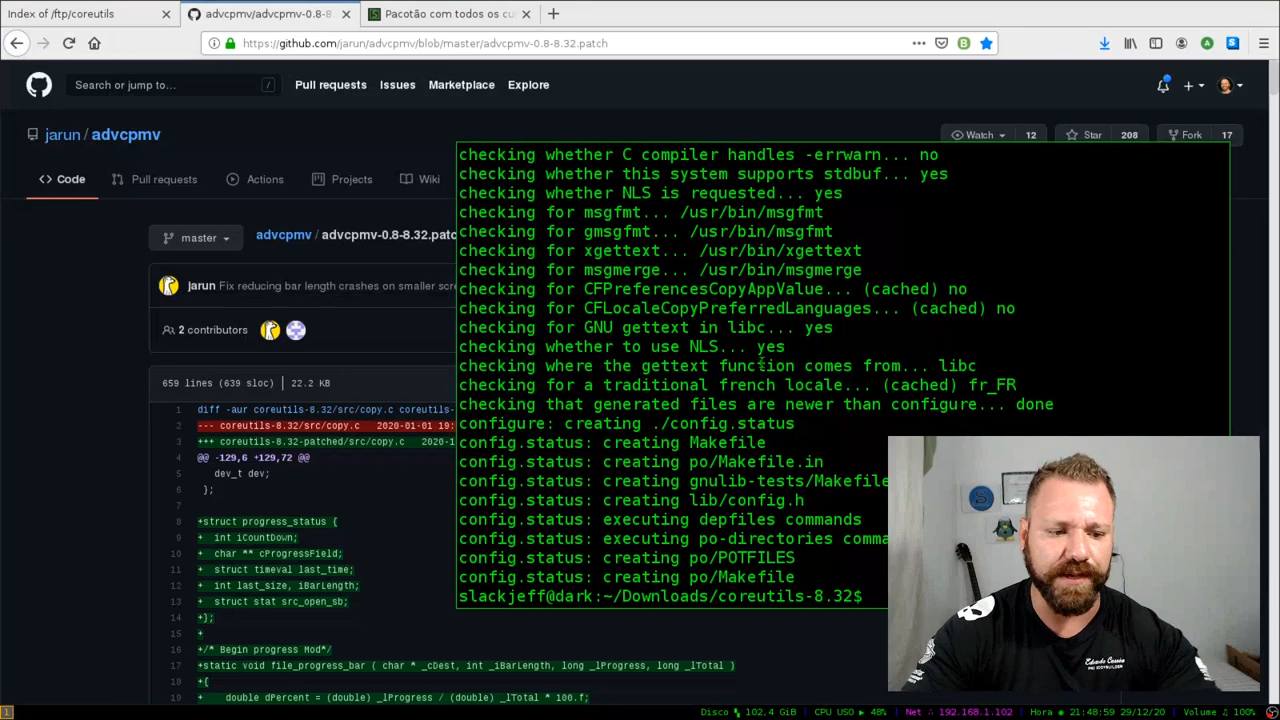 Index of /ftp/coreutils
advcpmv/advcpmv-0.8-8.
Pacotão com todos os cu
https://github.com/jarun/advcpmv/blob/master/advcpmv-0.8-8.32.patch
Search or jump to…
/
Pull requests
Issues
Marketplace
Explore
jarun / advcpmv
Watch
12
Star
208
Fork
17
Code
Pull requests
Actions
Projects
Wiki
master
advcpmv / advcpmv-0.8-8.32.patc
jarun Fix reducing bar length crashes on smaller scr
2 contributors
659 lines (639 sloc) | 22.2 KB
1 diff -aur coreutils-8.32/src/copy.c coreutils-
2 --- coreutils-8.32/src/copy.c 2020-01-01 19:
3 +++ coreutils-8.32-patched/src/copy.c 2020-1
4 @@ -129,6 +129,72 @@
5 dev_t dev;
6 };
7
8 +struct progress_status {
9 + int iCountDown;
10 + char ** cProgressField;
11 + struct timeval last_time;
12 + int last_size, iBarLength;
13 + struct stat src_open_sb;
14 +};
15 +
16 +/* Begin progress Mod*/
17 +static void file_progress_bar ( char * _cDest, int _iBarLength, long _lProgress, long _lTotal )
18 +{
19 + double dPercent = (double) _lProgress / (double) _lTotal * 100.f;
checking whether C compiler handles -errwarn... no
checking whether this system supports stdbuf... yes
checking whether NLS is requested... yes
checking for msgfmt... /usr/bin/msgfmt
checking for gmsgfmt... /usr/bin/msgfmt
checking for xgettext... /usr/bin/xgettext
checking for msgmerge... /usr/bin/msgmerge
checking for CFPreferencesCopyAppValue... (cached) no
checking for CFLocaleCopyPreferredLanguages... (cached) no
checking for GNU gettext in libc... yes
checking whether to use NLS... yes
checking where the gettext function comes from... libc
checking for a traditional french locale... (cached) fr_FR
checking that generated files are newer than configure... done
configure: creating ./config.status
config.status: creating Makefile
config.status: creating po/Makefile.in
config.status: creating gnulib-tests/Makefile
config.status: creating lib/config.h
config.status: executing depfiles commands
config.status: executing po-directories comma
config.status: creating po/POTFILES
config.status: creating po/Makefile
slackjeff@dark:~/Downloads/coreutils-8.32$
1
Disco 102,4 GiB
CPU USO 48%
Net 192.168.1.102
Hora 21:48:59 29/12/20
Volume 100%